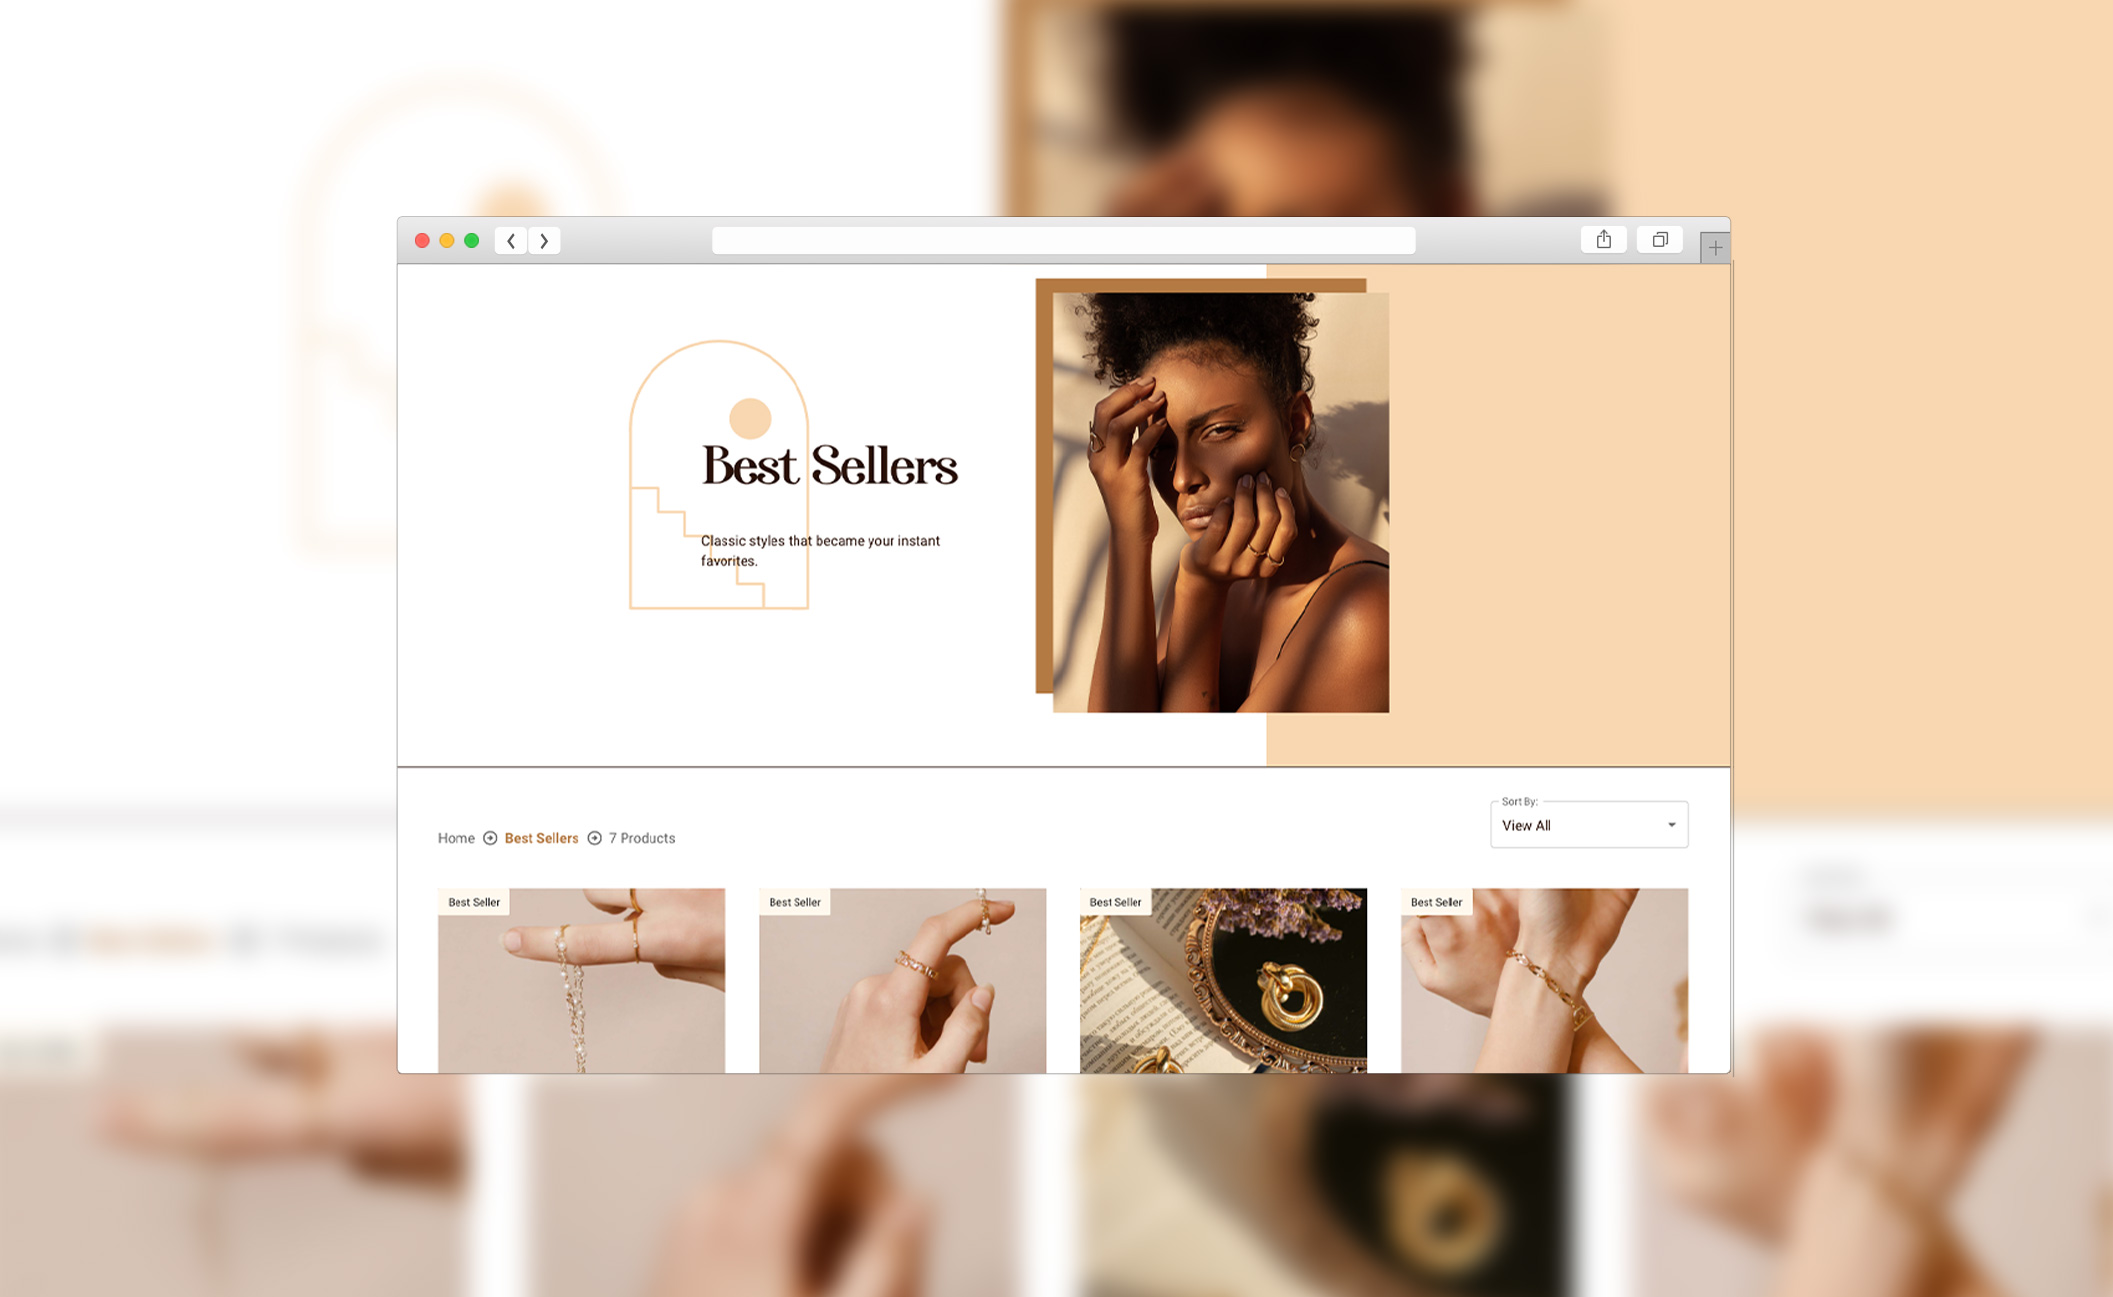 Best Sellers
Classic styles that became your instant
favorites.
Sort By:
View All
Home Best Sellers 7 Products
Best Seller
Best Seller
Best Seller
Best Seller